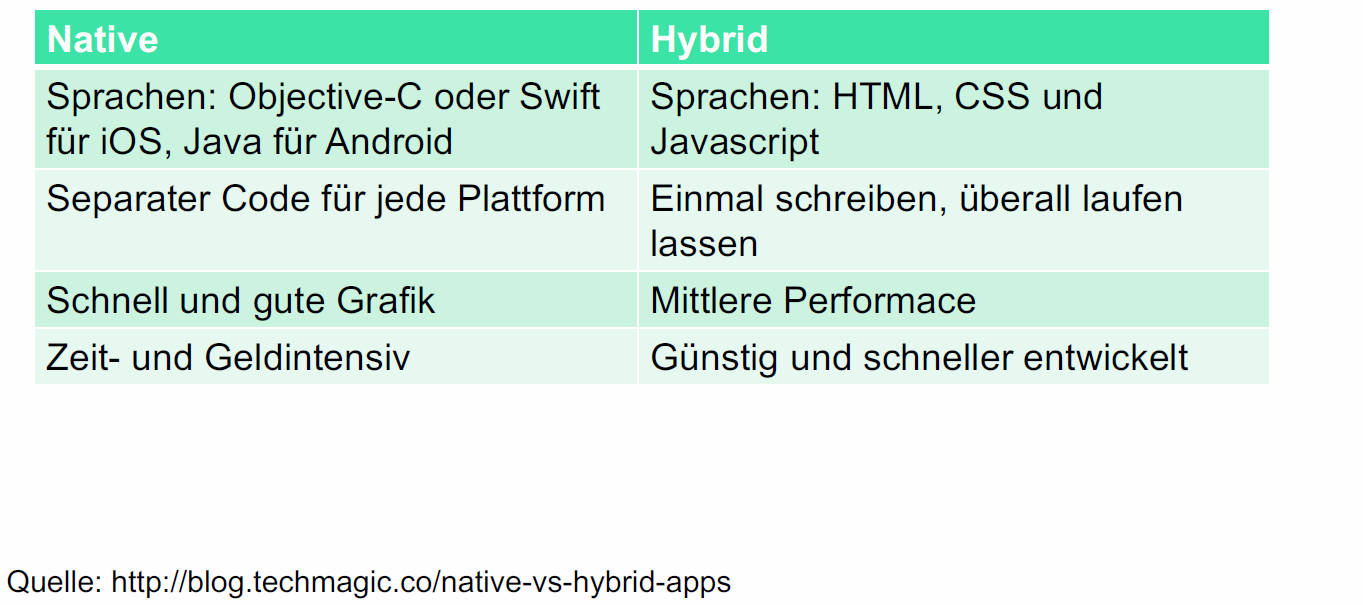 Native
Hybrid
Sprachen: Objective-C oder Swift
für iOS, Java für Android
Sprachen: HTML, CSS und
Javascript
Separater Code für jede Plattform
Einmal schreiben, überall laufen
lassen
Schnell und gute Grafik
Mittlere Performace
Zeit- und Geldintensiv
Günstig und schneller entwickelt
Quelle: http://blog.techmagic.co/native-vs-hybrid-apps